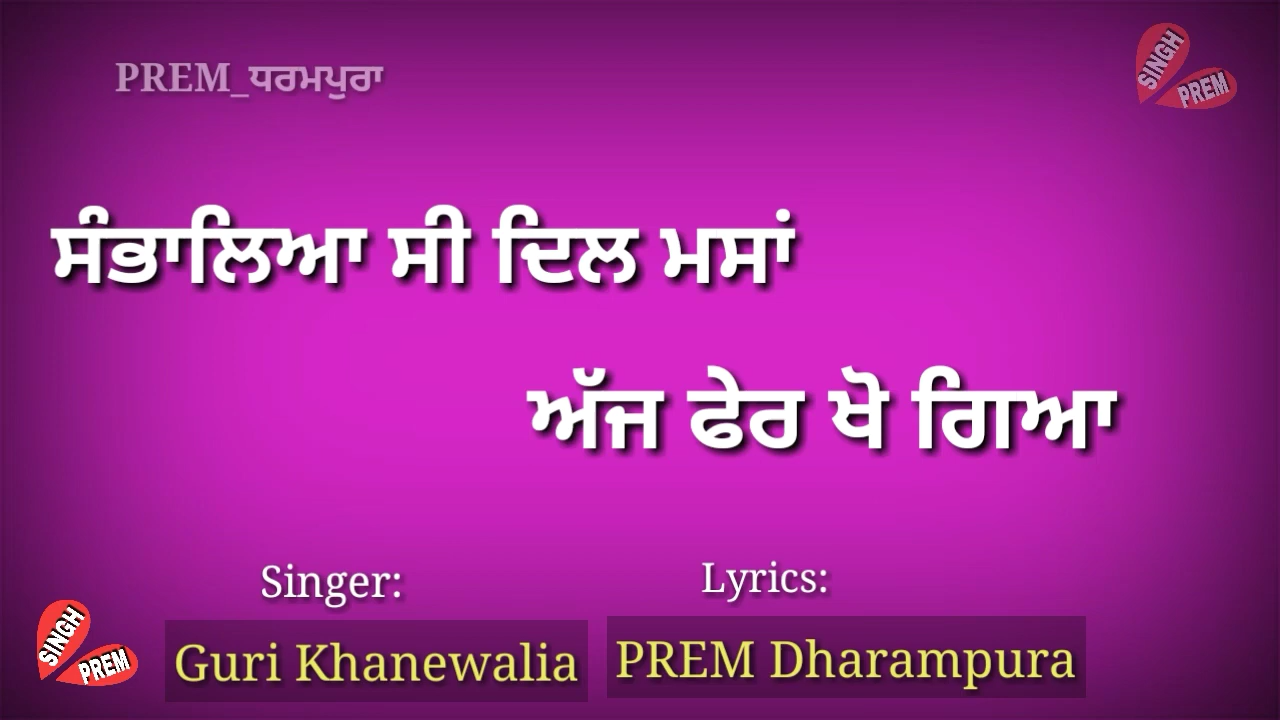 PREM_ਧਰਮਪੁਰਾ
SINGH
PREM
ਸੰਭਾਲਿਆ ਸੀ ਦਿਲ ਮਸਾਂ
ਅੱਜ ਫੇਰ ਖੋ ਗਿਆ
Singer:
Lyrics:
SINGH
PREM
Guri Khanewalia
PREM Dharampura